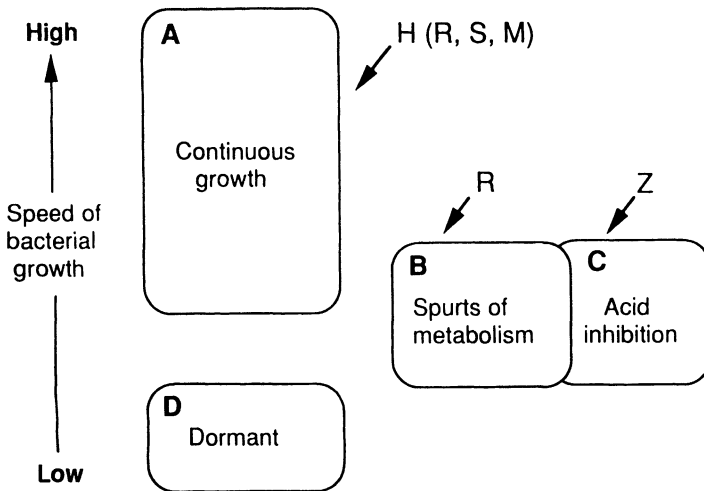 High
Speed of
bacterial
growth
Low
A
Continuous
growth
H (R, S, M)
R
Z
B
Spurts of
metabolism
C
Acid
inhibition
D
Dormant